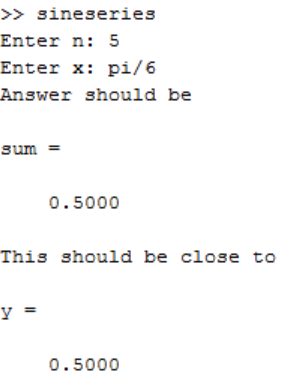 >> sineseries
Enter n: 5
Enter x: pi/6
Answer should be
sum =
0.5000
This should be close to
y =
0.5000